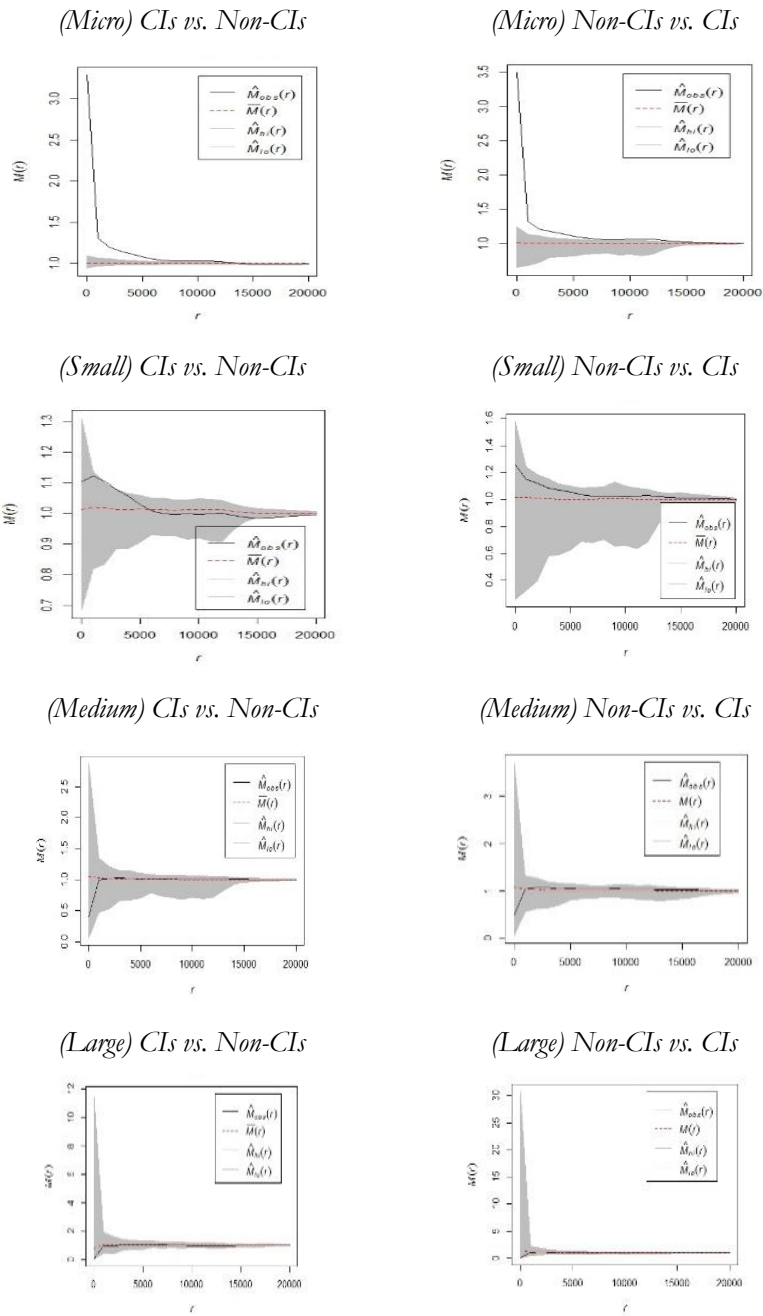 (Micro) CIs vs. Non-CIs
(Micro) Non-CIs vs. CIs
M(r)
3.0
2.5
2.0
1.5
1.0
M̂obs(r)
M̄(r)
M̂hi(r)
M̂lo(r)
0 5000 10000 15000 20000
r
M(r)
3.5
3.0
2.5
2.0
1.5
1.0
M̂obs(r)
M̄(r)
M̂hi(r)
M̂lo(r)
0 5000 10000 15000 20000
r
(Small) CIs vs. Non-CIs
(Small) Non-CIs vs. CIs
M(r)
1.3
1.2
1.1
1.0
0.9
0.8
0.7
M̂obs(r)
M̄(r)
M̂hi(r)
M̂lo(r)
0 5000 10000 15000 20000
r
M(r)
1.6
1.4
1.2
1.0
0.8
0.6
0.4
M̂obs(r)
M̄(r)
M̂hi(r)
M̂lo(r)
0 5000 10000 15000 20000
r
(Medium) CIs vs. Non-CIs
(Medium) Non-CIs vs. CIs
M(r)
2.5
2.0
1.5
1.0
0.5
0.0
M̂obs(r)
M̄(r)
M̂hi(r)
M̂lo(r)
0 5000 10000 15000 20000
r
M(r)
3
2
1
0
M̂obs(r)
M(r)
M̂hi(r)
M̂lo(r)
0 5000 10000 15000 20000
r
(Large) CIs vs. Non-CIs
(Large) Non-CIs vs. CIs
M(r)
12
10
8
6
4
2
0
M̂obs(r)
M̄(r)
M̂hi(r)
M̂lo(r)
0 5000 10000 15000 20000
r
M(r)
30
25
20
15
10
5
0
M̂obs(r)
M(r)
M̂hi(r)
M̂lo(r)
0 5000 10000 15000 20000
r